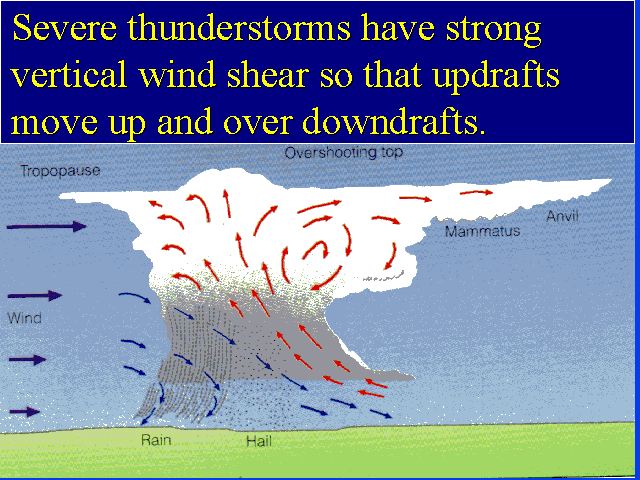 Severe thunderstorms have strong
vertical wind shear so that updrafts
move up and over downdrafts.
Overshooting top
Tropopause
Anvil
Mammatus
Wind
Rain
Hail